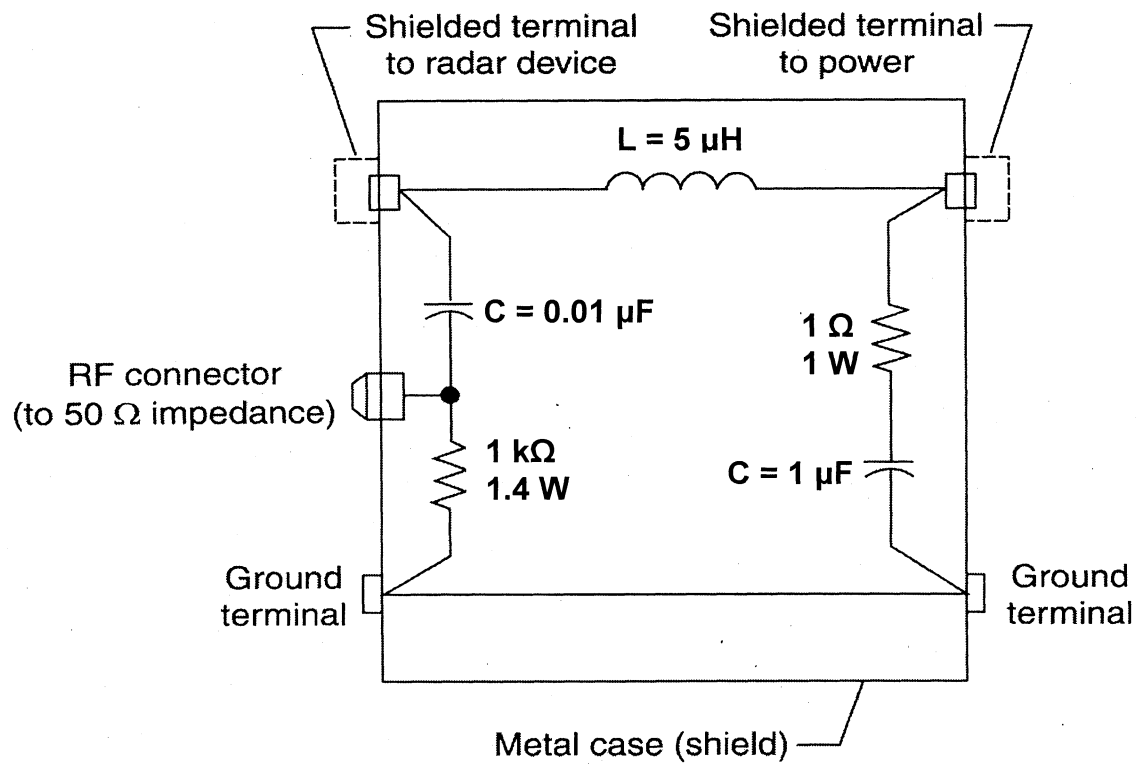 Shielded terminal
to radar device
Shielded terminal
to power
L = 5 μH
C = 0.01 μF
1 Ω
1 W
RF connector
(to 50 Ω impedance)
1 kΩ
1.4 W
C = 1 μF
Ground
terminal
Ground
terminal
Metal case (shield)